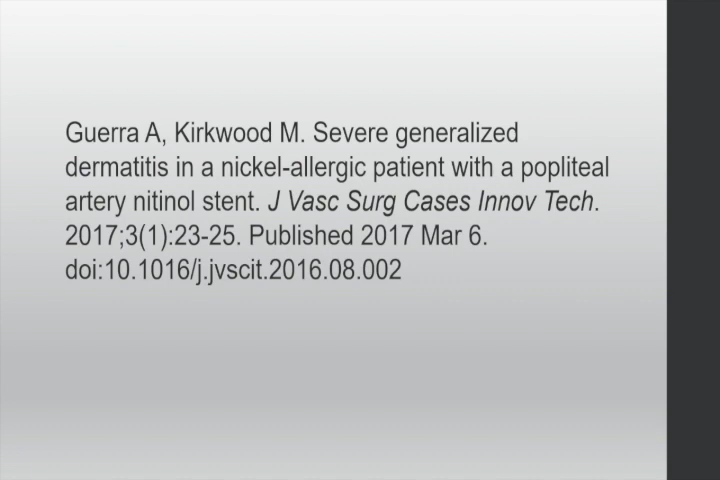 Guerra A, Kirkwood M. Severe generalized
dermatitis in a nickel-allergic patient with a popliteal
artery nitinol stent. J Vasc Surg Cases Innov Tech.
2017;3(1):23-25. Published 2017 Mar 6.
doi:10.1016/j.jvscit.2016.08.002